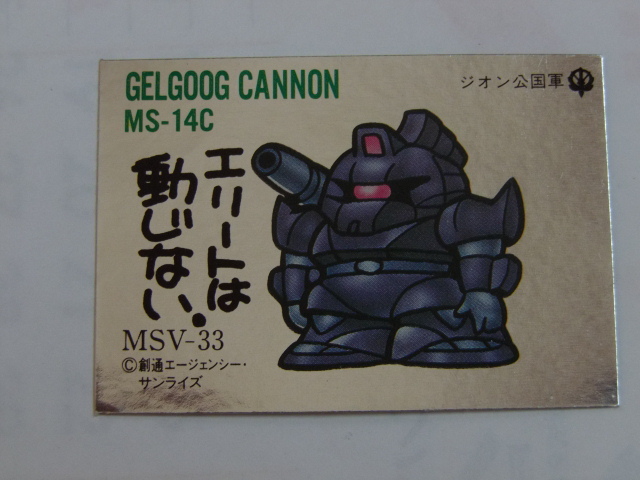 GELGOOG CANNON
MS-14C
ジオン公国軍
エリートは
動じない.
MSV-33
©創通エージェンシー・
サンライズ